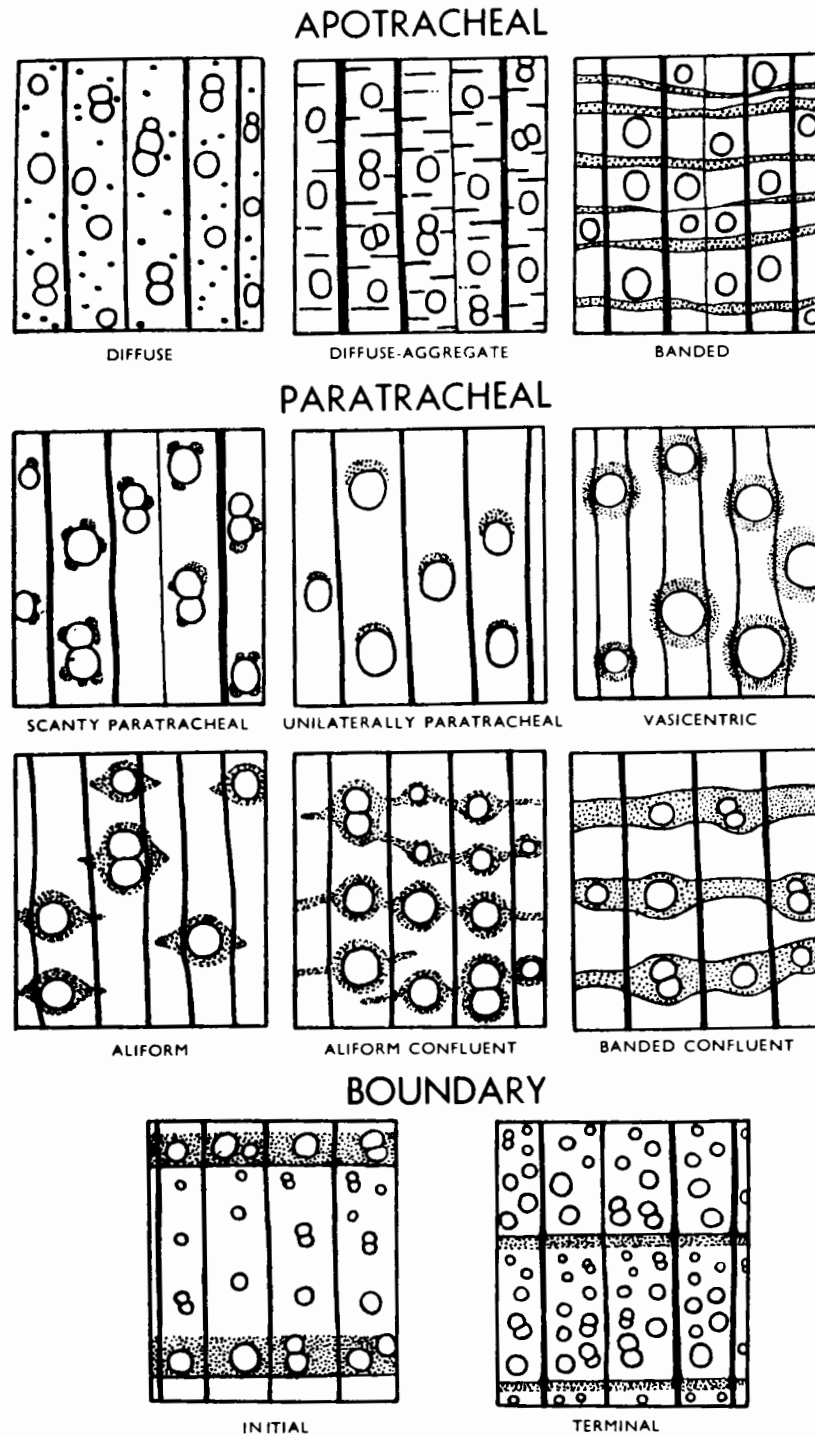 APOTRACHEAL
DIFFUSE
DIFFUSE-AGGREGATE
BANDED
PARATRACHEAL
SCANTY PARATRACHEAL
UNILATERALLY PARATRACHEAL
VASICENTRIC
ALIFORM
ALIFORM CONFLUENT
BANDED CONFLUENT
BOUNDARY
INITIAL
TERMINAL